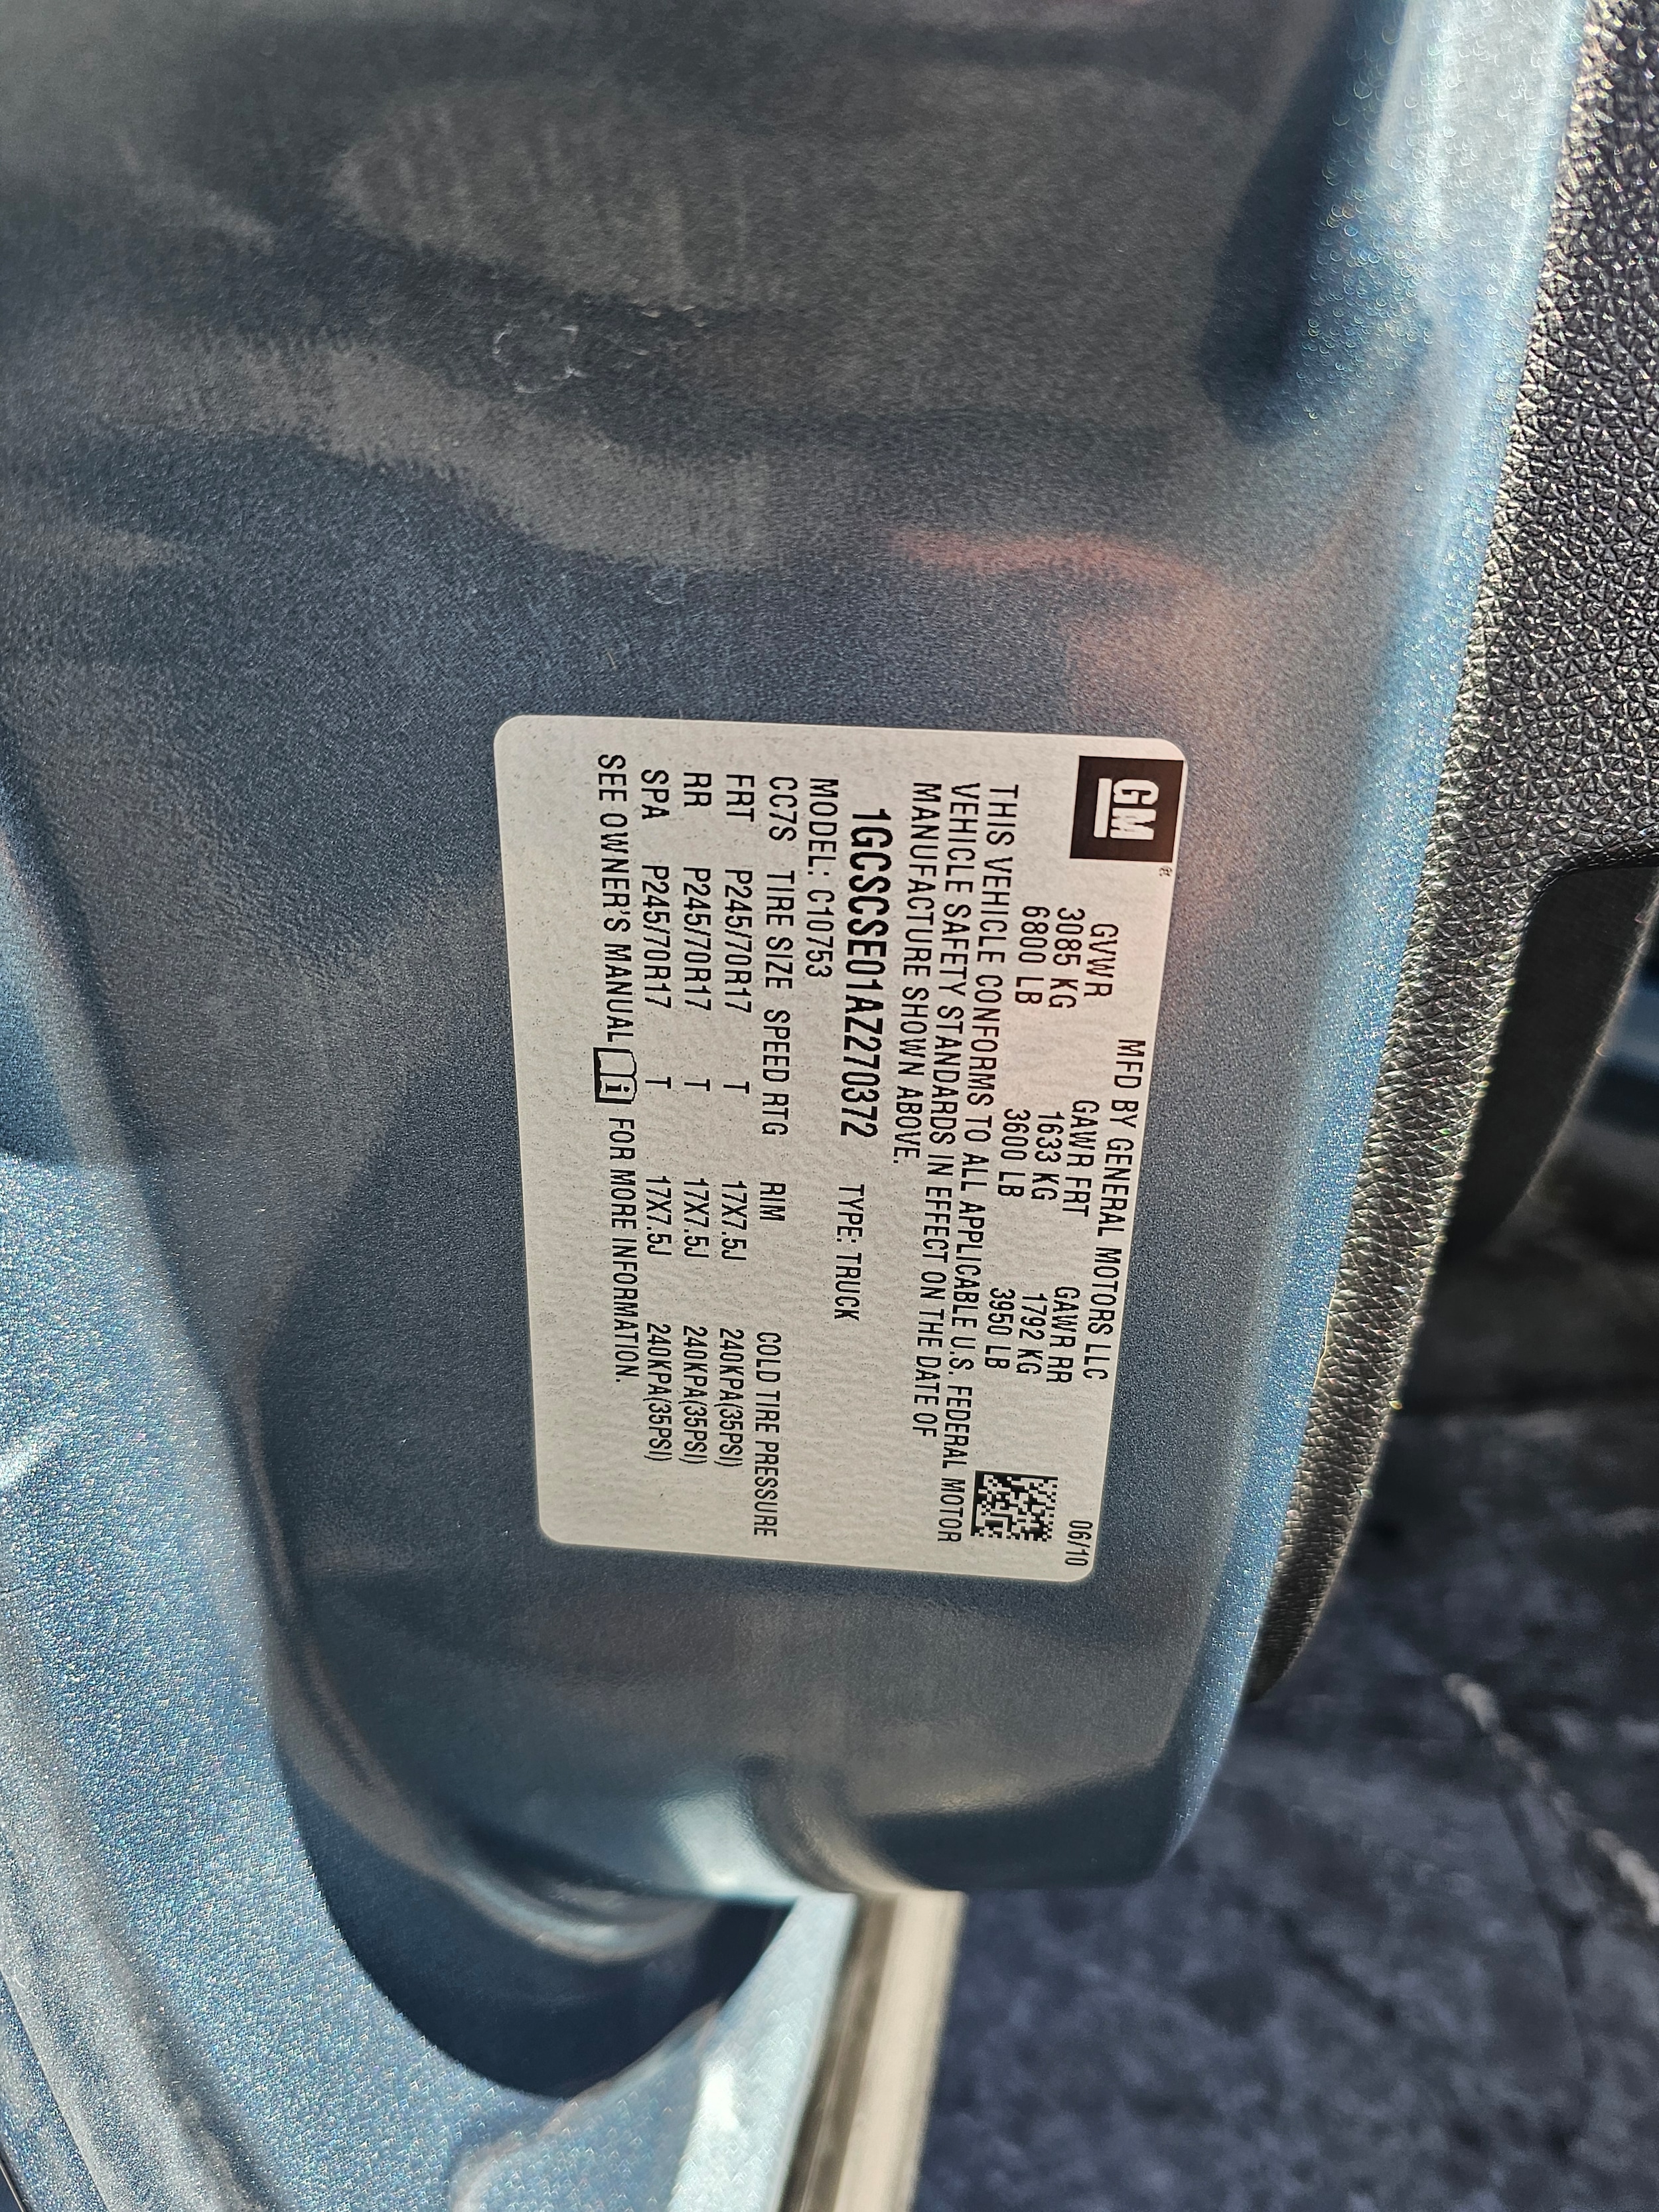 GM
MFD BY GENERAL MOTORS LLC 06/10
GVWR GAWR FRT GAWR RR
3085 KG 1633 KG 1792 KG
6800 LB 3600 LB 3950 LB
THIS VEHICLE CONFORMS TO ALL APPLICABLE U.S. FEDERAL MOTOR
VEHICLE SAFETY STANDARDS IN EFFECT ON THE DATE OF
MANUFACTURE SHOWN ABOVE.
1GCSCSE01AZ270372 TYPE: TRUCK
MODEL: C10753
CC7S TIRE SIZE SPEED RTG RIM COLD TIRE PRESSURE
FRT P245/70R17 T 17X7.5J 240KPA(35PSI)
RR P245/70R17 T 17X7.5J 240KPA(35PSI)
SPA P245/70R17 T 17X7.5J 240KPA(35PSI)
SEE OWNER'S MANUAL i FOR MORE INFORMATION.